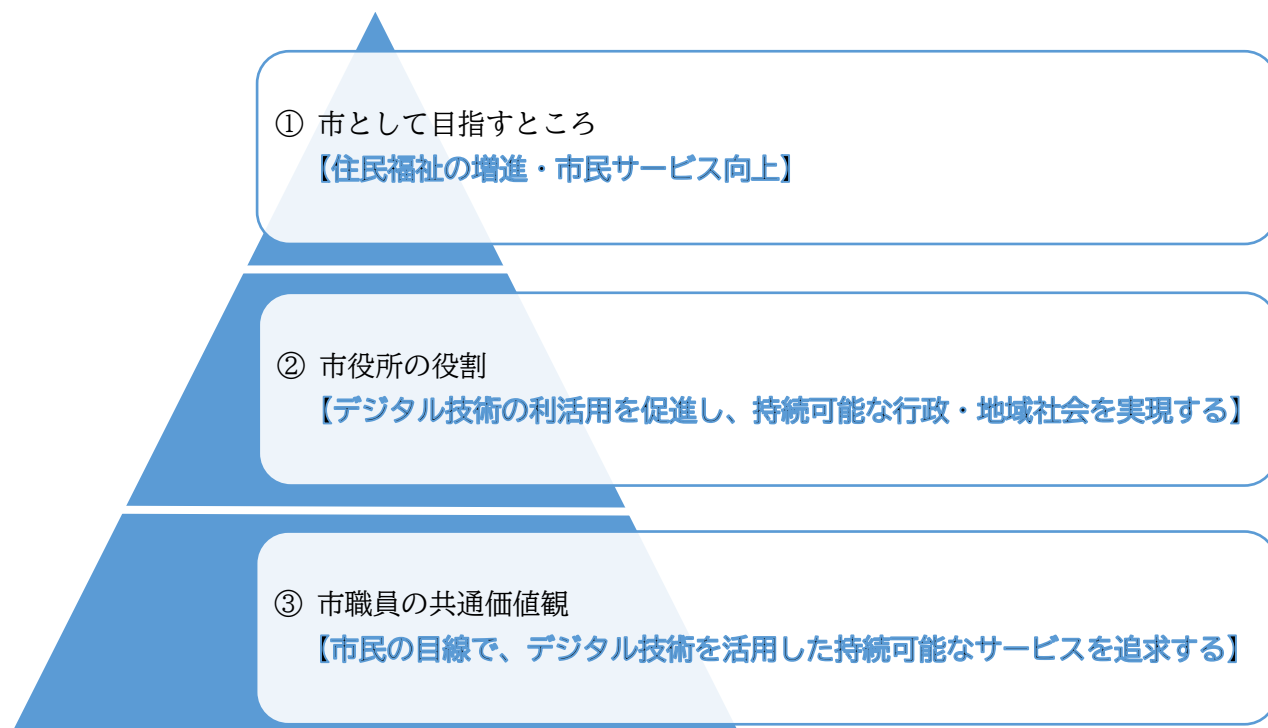 ① 市として目指すところ
【住民福祉の増進・市民サービス向上】
② 市役所の役割
【デジタル技術の利活用を促進し、持続可能な行政・地域社会を実現する】
③ 市職員の共通価値観
【市民の目線で、デジタル技術を活用した持続可能なサービスを追求する】